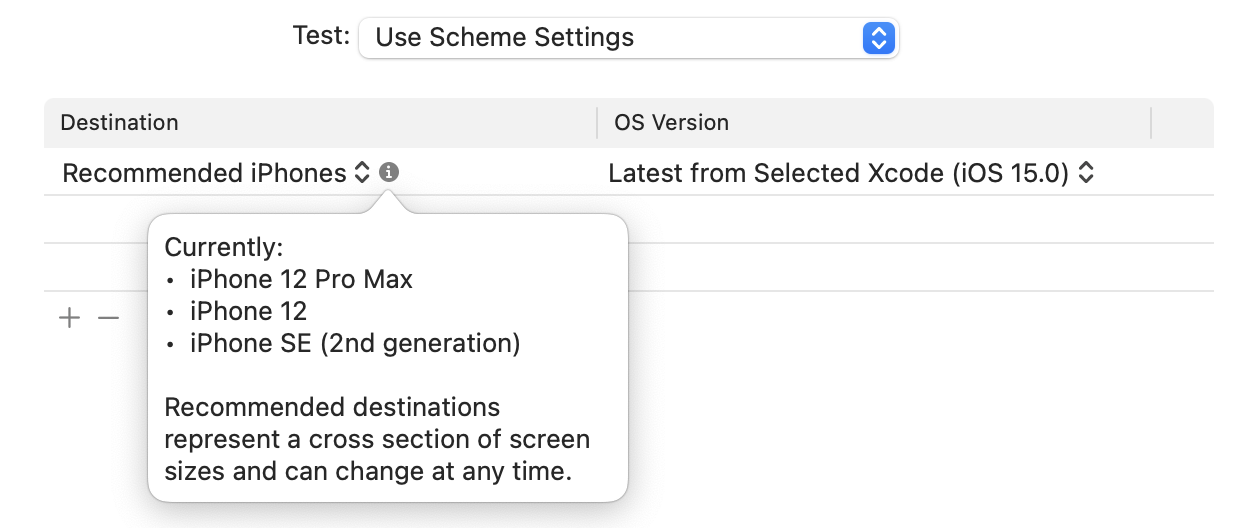 Test: Use Scheme Settings
Destination OS Version
Recommended iPhones Latest from Selected Xcode (iOS 15.0)
Currently:
• iPhone 12 Pro Max
• iPhone 12
• iPhone SE (2nd generation)
Recommended destinations
represent a cross section of screen
sizes and can change at any time.